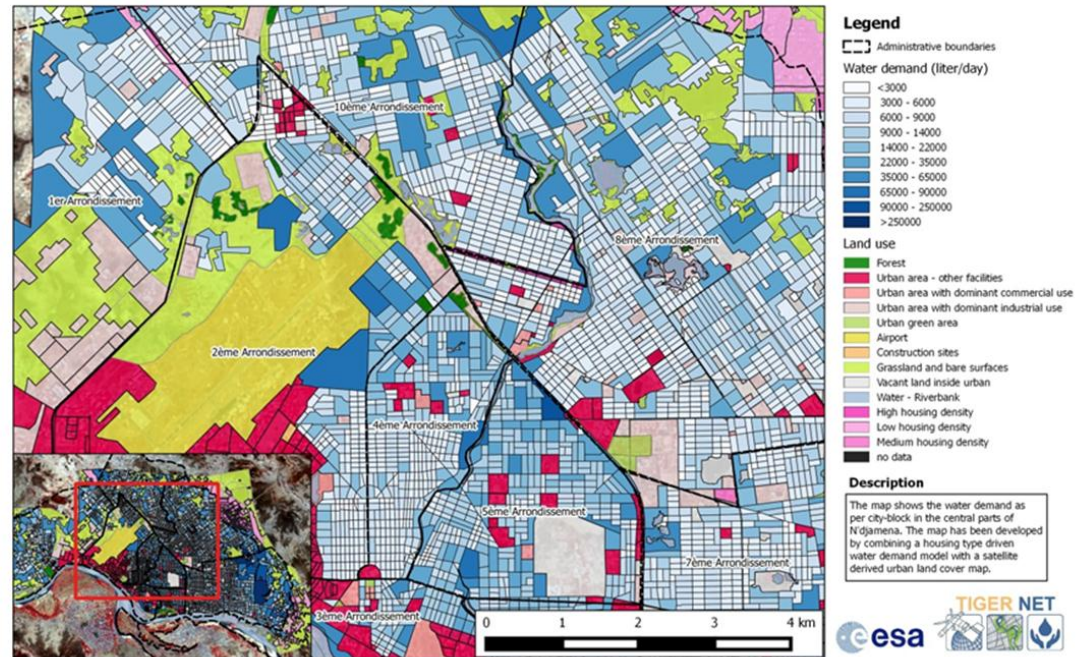 10ème Arrondissement
1er Arrondissement
8ème Arrondissement
2ème Arrondissement
4ème Arrondissement
5ème Arrondissement
7ème Arrondissement
3ème Arrondissement
0 1 2 3 4 km
Legend
Administrative boundaries
Water demand (liter/day)
<3000
3000 - 6000
6000 - 9000
9000 - 14000
14000 - 22000
22000 - 35000
35000 - 65000
65000 - 90000
90000 - 250000
>250000
Land use
Forest
Urban area - other facilities
Urban area with dominant commercial use
Urban area with dominant industrial use
Urban green area
Airport
Construction sites
Grassland and bare surfaces
Vacant land inside urban
Water - Riverbank
High housing density
Low housing density
Medium housing density
no data
Description
The map shows the water demand as
per city-block in the central parts of
N'djamena. The map has been developed
by combining a housing type driven
water demand model with a satellite
derived urban land cover map.
esa
TIGER NET